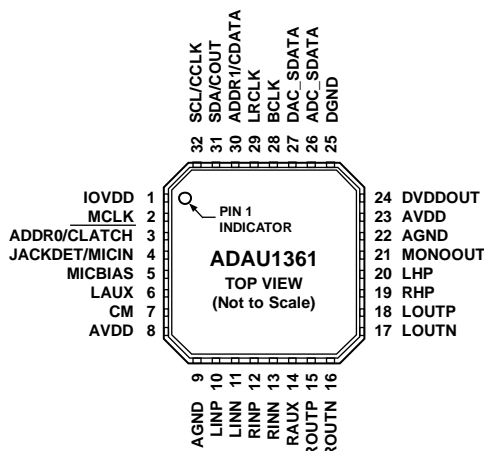 32 SCL/CCLK
31 SDA/COUT
30 ADDR1/CDATA
29 LRCLK
28 BCLK
27 DAC_SDATA
26 ADC_SDATA
25 DGND
IOVDD 1
MCLK 2
ADDR0/CLATCH 3
JACKDET/MICIN 4
MICBIAS 5
LAUX 6
CM 7
AVDD 8
PIN 1
INDICATOR
ADAU1361
TOP VIEW
(Not to Scale)
24 DVDDOUT
23 AVDD
22 AGND
21 MONOOUT
20 LHP
19 RHP
18 LOUTP
17 LOUTN
AGND 9
LINP 10
LINN 11
RINP 12
RINN 13
RAUX 14
ROUTP 15
ROUTN 16